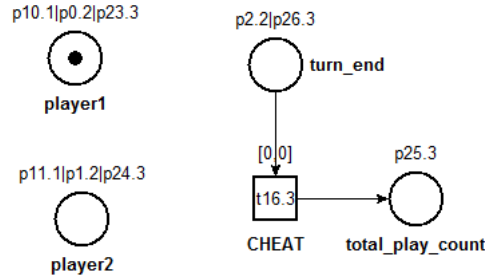 p10.1|p0.2|p23.3
player1
p2.2|p26.3
turn_end
[0,0]
t16.3
CHEAT
p25.3
total_play_count
p11.1|p1.2|p24.3
player2